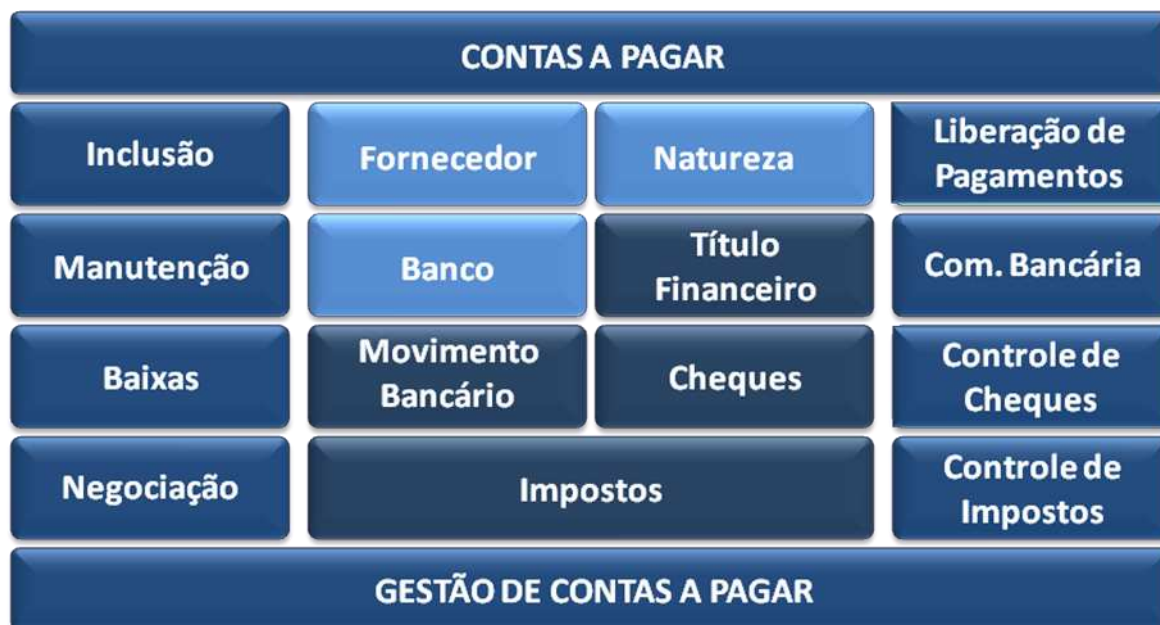 CONTAS A PAGAR
Inclusão
Fornecedor
Natureza
Liberação de
Pagamentos
Manutenção
Banco
Título
Financeiro
Com. Bancária
Baixas
Movimento
Bancário
Cheques
Controle de
Cheques
Negociação
Impostos
Controle de
Impostos
GESTÃO DE CONTAS A PAGAR